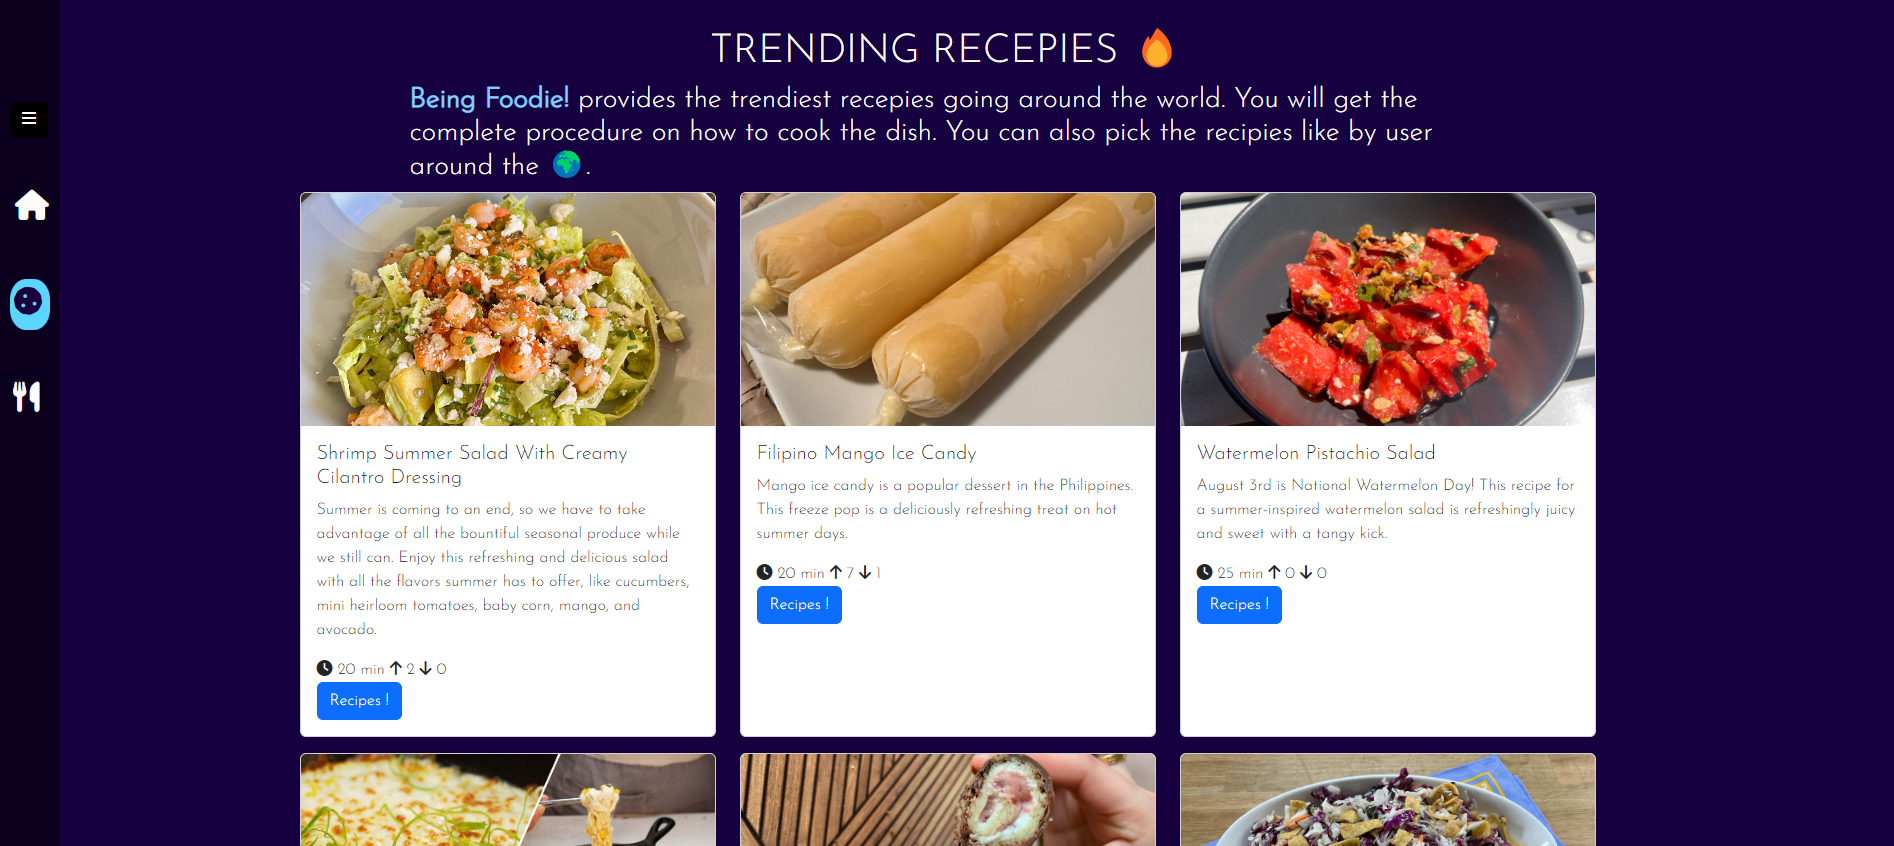 TRENDING RECEPIES 🔥
Being Foodie! provides the trendiest recepies going around the world. You will get the
complete procedure on how to cook the dish. You can also pick the recipies like by user
around the 🌍.
Shrimp Summer Salad With Creamy
Cilantro Dressing
Summer is coming to an end, so we have to take
advantage of all the bountiful seasonal produce while
we still can. Enjoy this refreshing and delicious salad
with all the flavors summer has to offer, like cucumbers,
mini heirloom tomatoes, baby corn, mango, and
avocado.
20 min ↑ 2 ↓ 0
Recipes !
Filipino Mango Ice Candy
Mango ice candy is a popular dessert in the Philippines.
This freeze pop is a deliciously refreshing treat on hot
summer days.
20 min ↑ 7 ↓ 1
Recipes !
Watermelon Pistachio Salad
August 3rd is National Watermelon Day! This recipe for
a summer-inspired watermelon salad is refreshingly juicy
and sweet with a tangy kick.
25 min ↑ 0 ↓ 0
Recipes !